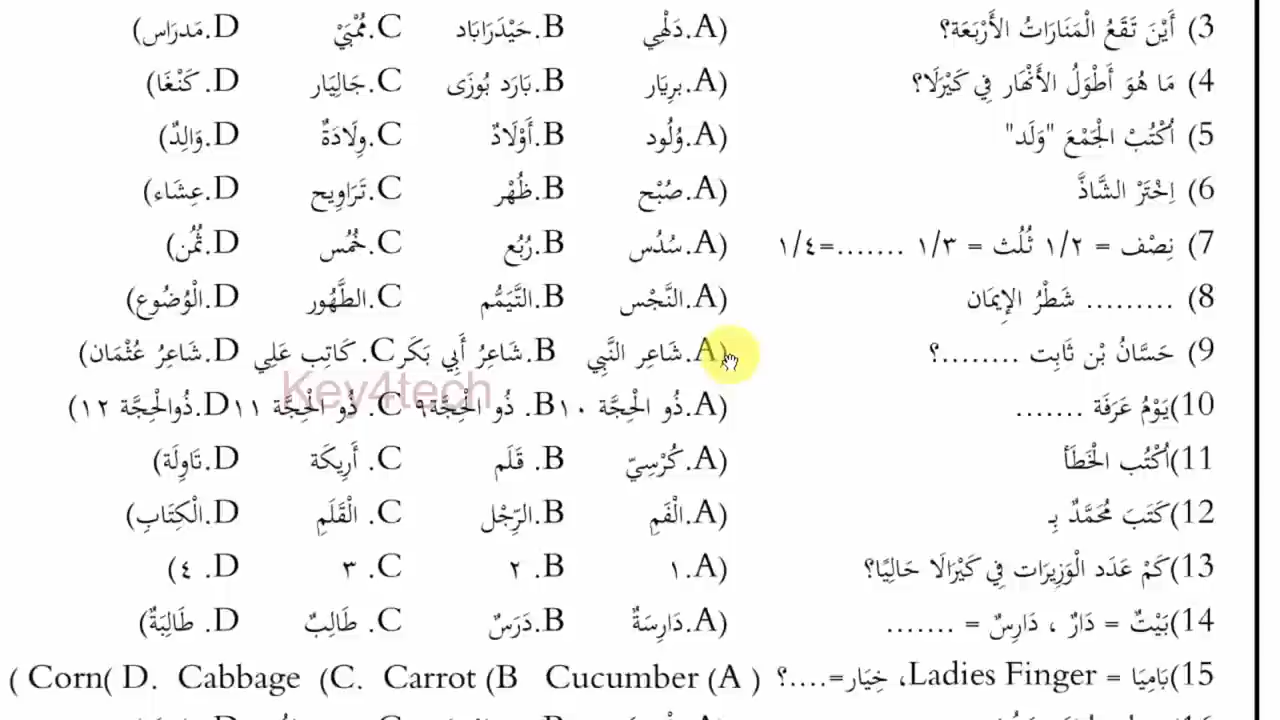 3) أَيْنَ تَقَعُ الْمَنَارَاتُ الأَرْبَعَة؟ (A.دَلْهِي B.حَيْدَرَابَاد C.مُمْبَيْ D.مَدرَاس)
4) مَا هُوَ أَطْوَلُ الأَنْهَار فِي كَيْرَلَا؟ (A.برِيَار B.بَارَد بُوزَى C.جَالِيَار D. كَنْغَا)
5) اُكْتُبْ الْجَمْعَ "وَلَد" (A.وُلُود B.أَوْلَادٌ C.وِلَادَةٌ D.وَالِدٌ)
6) اِخْتَرْ الشَّاذَّ (A.صُبْح B.ظُهْر C.تَرَاوِيح D.عِشَاء)
7) نِصْف = ١/٢ ثُلُث = ١/٣ .......=١/٤ (A.سُدُس B.رُبُع C.خُمُس D.ثُمُن)
8) ......... شَطْرُ الإِيمَان (A.النَّجْس B.التَّيَمُّم C.الطَّهُور D.الْوُضُوع)
9) حَسَّانُ بْن ثَابِت ........؟ (A.شَاعِر النَّبِي B.شَاعِرُ أَبِي بَكَر C.كَاتِب عَلِي D.شَاعِرُ عُثْمَان)
10)يَوْمُ عَرَفَة ....... (A.ذُو الْحِجَّة ١٠ B. ذُو الْحِجَّة٩ C. ذُو الْحِجَّة ١١ D.ذُوالْحِجَّة ١٢)
Key4tech
11)اُكْتُب الْخَطَأ (A.كُرْسِيّ B. قَلَم C. أَرِيكَة D.تَاوِلَة)
12)كَتَبَ مُحَمَّدٌ بِـ (A.الْفَمِ B.الرِّجْل C. الْقَلَمِ D.الْكِتَابِ)
13)كَمْ عَدَد الْوَزِيرَات فِي كَيْرَالَا حَالِيًا؟ (A.١ B. ٢ C. ٣ D. ٤)
14)بَيْتٌ = دَارٌ ، دَارِسٌ = ....... (A.دَارِسَةٌ B.دَرَسٌ C. طَالِبٌ D. طَالِبَةٌ)
15)بَامِيَا = Ladies Finger، خِيَار=....؟ ( Corn( D. Cabbage (C. Carrot (B Cucumber (A )